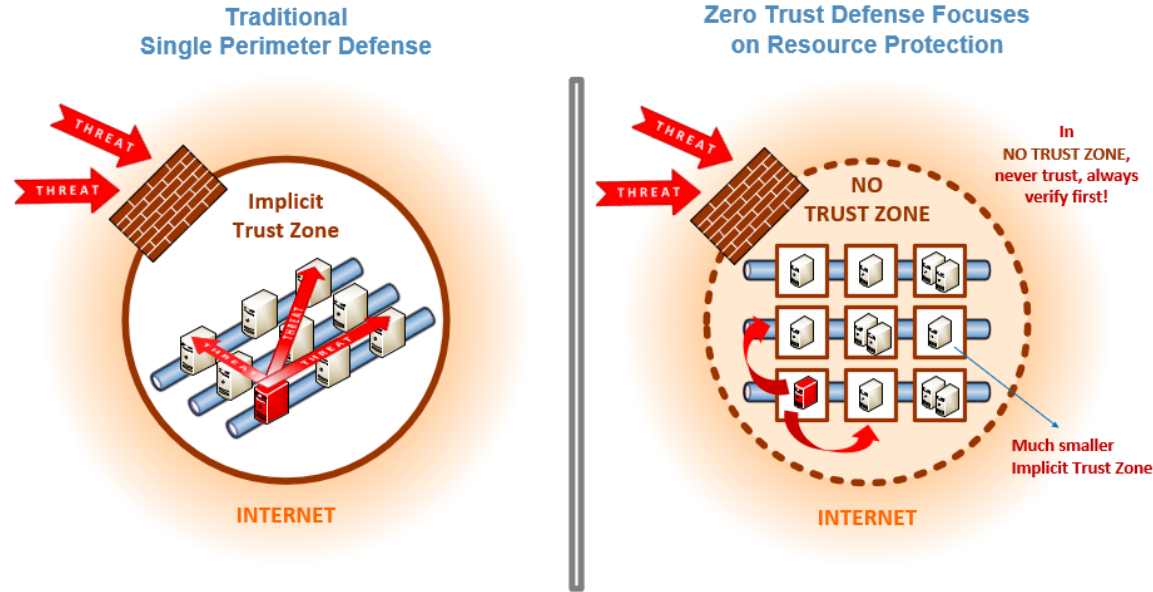 Traditional
Single Perimeter Defense
THREAT
THREAT
Implicit
Trust Zone
THREAT
THREAT
THREAT
INTERNET
Zero Trust Defense Focuses
on Resource Protection
THREAT
THREAT
NO
TRUST ZONE
In
NO TRUST ZONE,
never trust, always
verify first!
Much smaller
Implicit Trust Zone
INTERNET